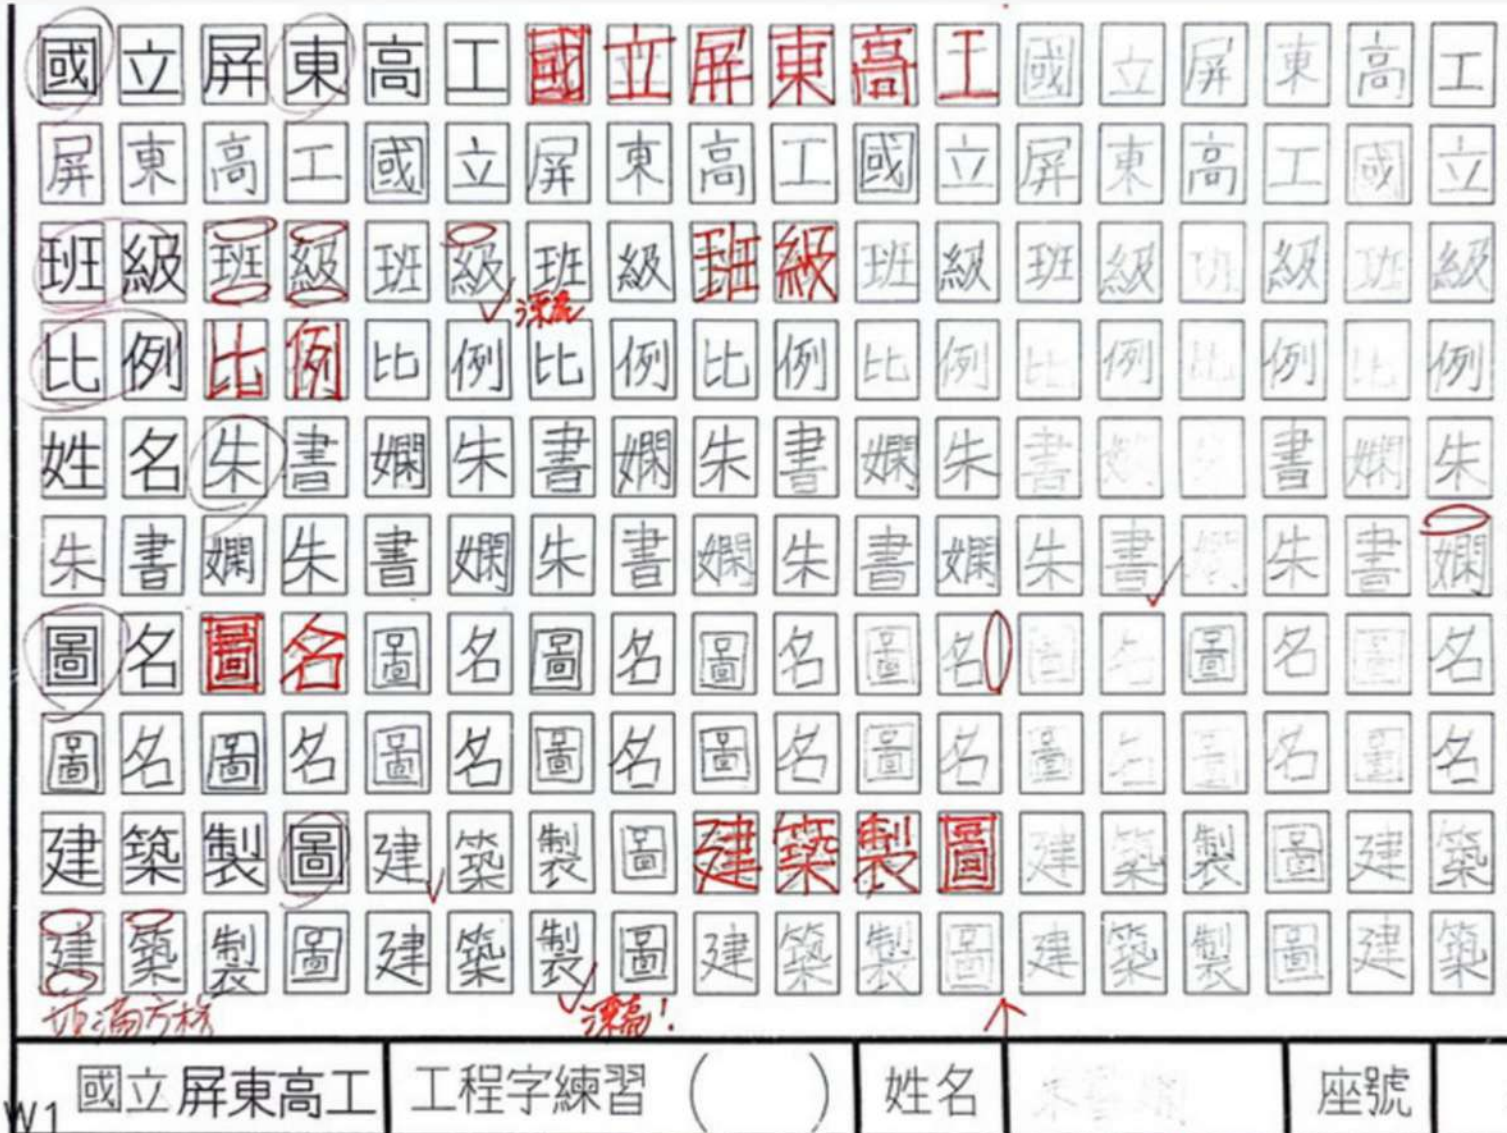 國立屏東高工國立屏東高工國立屏東高工
屏東高工國立屏東高工國立屏東高工國立
班級班級班級班級班級班級班級班級班級
漂亮
比例比例比例比例比例比例比例比例比例
姓名朱書嫻朱書嫻朱書嫻朱書嫻朱書嫻朱
朱書嫻朱書嫻朱書嫻朱書嫻朱書嫻朱書嫻
圖名圖名圖名圖名圖名圖名圖名圖名圖名
圖名圖名圖名圖名圖名圖名圖名圖名圖名
建築製圖建築製圖建築製圖建築製圖建築
建築製圖建築製圖建築製圖建築製圖建築
頂滿方格 漂亮!
國立屏東高工 工程字練習 ( ) 姓名 朱書嫻 座號
W1